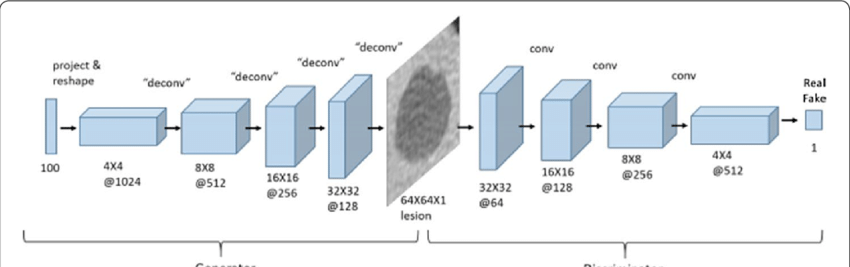 project &
reshape
"deconv"
"deconv"
"deconv"
"deconv"
conv
conv
conv
Real
Fake
100
4X4
@1024
8X8
@512
16X16
@256
32X32
@128
64X64X1
lesion
32X32
@64
16X16
@128
8X8
@256
4X4
@512
1